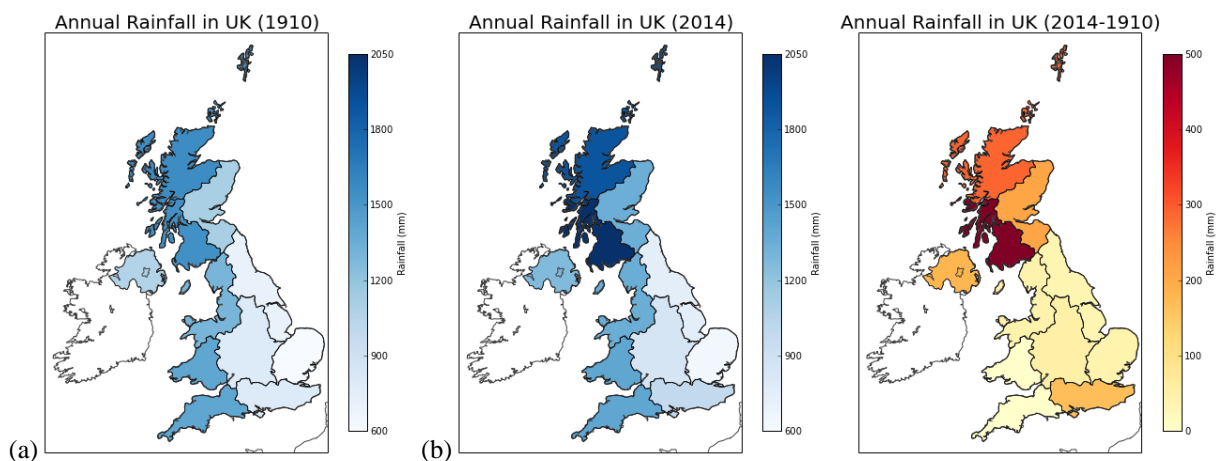 Annual Rainfall in UK (1910)
2050
1800
1500
1200
900
600
Rainfall (mm)
(a)
Annual Rainfall in UK (2014)
2050
1800
1500
1200
900
600
Rainfall (mm)
(b)
Annual Rainfall in UK (2014-1910)
500
400
300
200
100
0
Rainfall (mm)